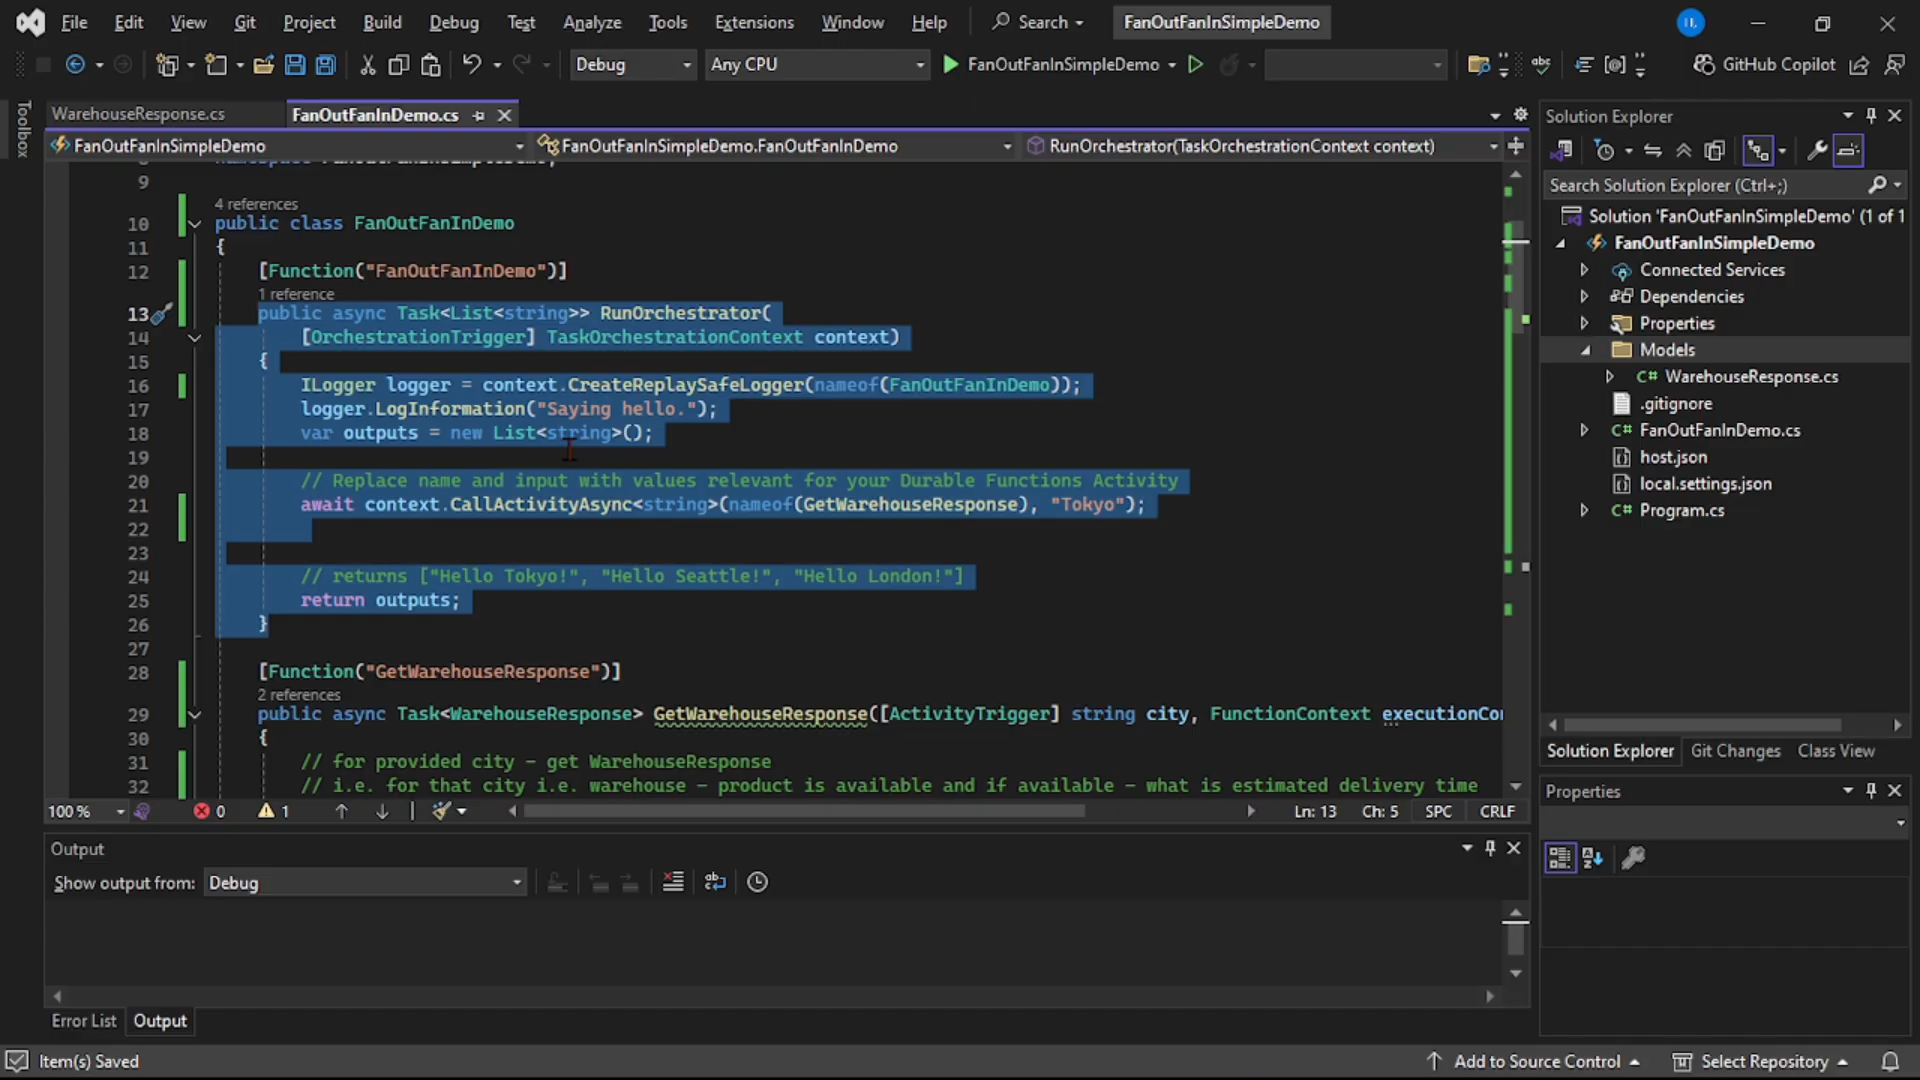 File Edit View Git Project Build Debug Test Analyze Tools Extensions Window Help Search FanOutFanInSimpleDemo
Debug Any CPU FanOutFanInSimpleDemo GitHub Copilot
Toolbox
WarehouseResponse.cs FanOutFanInDemo.cs
FanOutFanInSimpleDemo FanOutFanInSimpleDemo.FanOutFanInDemo RunOrchestrator(TaskOrchestrationContext context)
9
4 references
10 public class FanOutFanInDemo
11 {
12 [Function("FanOutFanInDemo")]
1 reference
13 public async Task<List<string>> RunOrchestrator(
14 [OrchestrationTrigger] TaskOrchestrationContext context)
15 {
16 ILogger logger = context.CreateReplaySafeLogger(nameof(FanOutFanInDemo));
17 logger.LogInformation("Saying hello.");
18 var outputs = new List<string>();
19
20 // Replace name and input with values relevant for your Durable Functions Activity
21 await context.CallActivityAsync<string>(nameof(GetWarehouseResponse), "Tokyo");
22
23
24 // returns ["Hello Tokyo!", "Hello Seattle!", "Hello London!"]
25 return outputs;
26 }
27
28 [Function("GetWarehouseResponse")]
2 references
29 public async Task<WarehouseResponse> GetWarehouseResponse([ActivityTrigger] string city, FunctionContext executionCo
30 {
31 // for provided city - get WarehouseResponse
32 // i.e. for that city i.e. warehouse - product is available and if available - what is estimated delivery time
100 % 0 1 Ln: 13 Ch: 5 SPC CRLF
Output
Show output from: Debug
Error List Output
Item(s) Saved
Add to Source Control Select Repository
Solution Explorer
Search Solution Explorer (Ctrl+;)
Solution 'FanOutFanInSimpleDemo' (1 of 1
FanOutFanInSimpleDemo
Connected Services
Dependencies
Properties
Models
C# WarehouseResponse.cs
.gitignore
C# FanOutFanInDemo.cs
host.json
local.settings.json
C# Program.cs
Solution Explorer Git Changes Class View
Properties